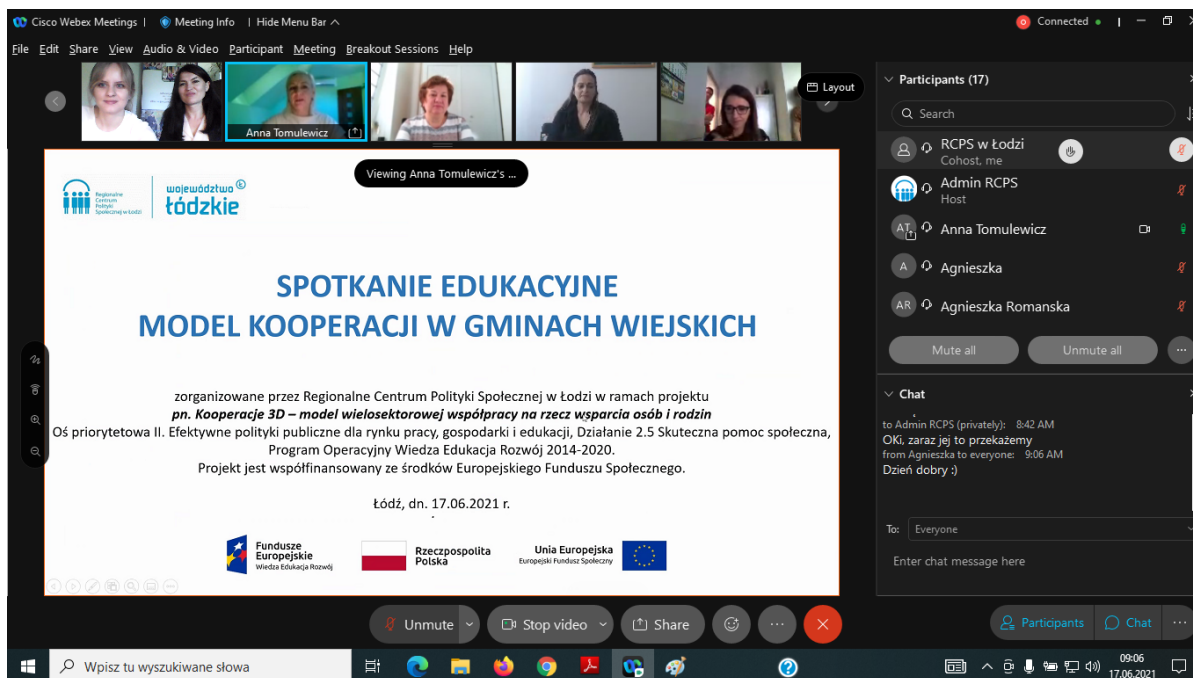 Cisco Webex Meetings | Meeting Info | Hide Menu Bar
Connected
File Edit Share View Audio & Video Participant Meeting Breakout Sessions Help
Anna Tomulewicz
Layout
Viewing Anna Tomulewicz's ...
Regionalne
Centrum
Polityki
Społecznej w Łodzi
województwo
łódzkie
SPOTKANIE EDUKACYJNE
MODEL KOOPERACJI W GMINACH WIEJSKICH
zorganizowane przez Regionalne Centrum Polityki Społecznej w Łodzi w ramach projektu
pn. Kooperacje 3D – model wielosektorowej współpracy na rzecz wsparcia osób i rodzin
Oś priorytetowa II. Efektywne polityki publiczne dla rynku pracy, gospodarki i edukacji, Działanie 2.5 Skuteczna pomoc społeczna,
Program Operacyjny Wiedza Edukacja Rozwój 2014-2020.
Projekt jest współfinansowany ze środków Europejskiego Funduszu Społecznego.
Łódź, dn. 17.06.2021 r.
Fundusze
Europejskie
Wiedza Edukacja Rozwój
Rzeczpospolita
Polska
Unia Europejska
Europejski Fundusz Społeczny
Participants (17)
Search
RCPS w Łodzi
Cohost, me
Admin RCPS
Host
AT Anna Tomulewicz
A Agnieszka
AR Agnieszka Romanska
Mute all Unmute all
Chat
to Admin RCPS (privately): 8:42 AM
OKi, zaraz jej to przekażemy
from Agnieszka to everyone: 9:06 AM
Dzień dobry :)
To: Everyone
Enter chat message here
Unmute Stop video Share
Participants Chat
Wpisz tu wyszukiwane słowa
09:06
17.06.2021